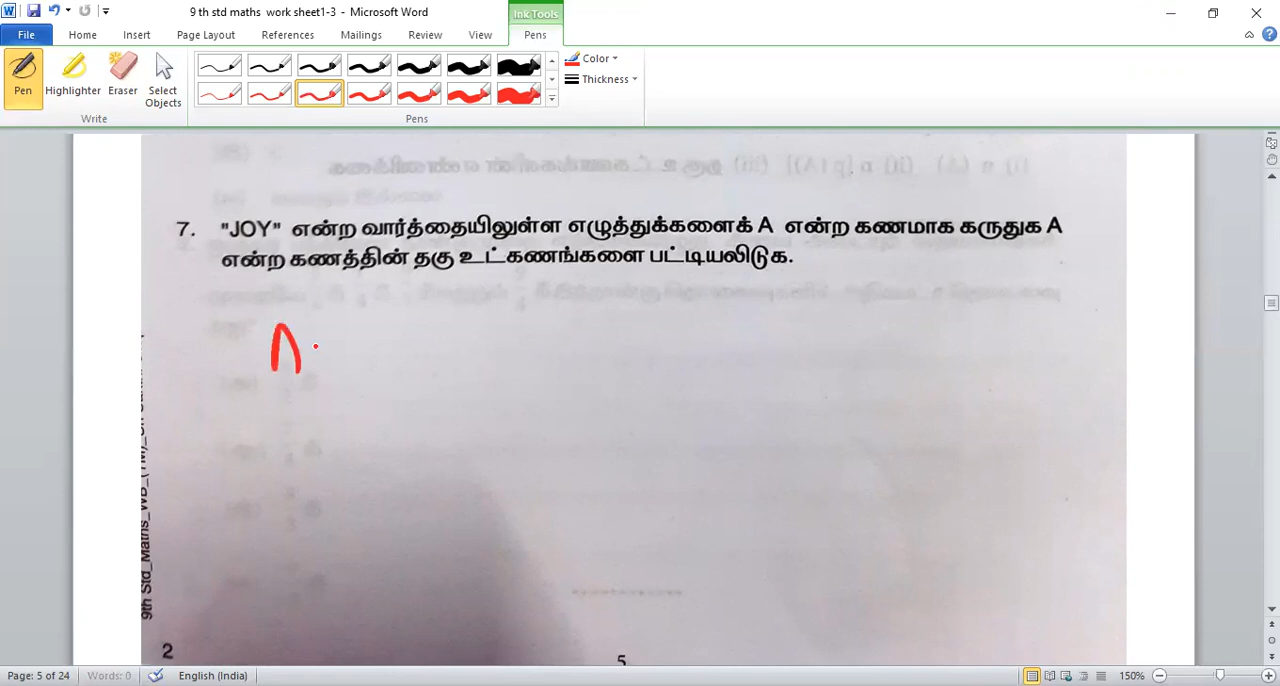 9 th std maths work sheet1-3 - Microsoft Word
Ink Tools
File Home Insert Page Layout References Mailings Review View Pens
Pen Highlighter Eraser Select Objects
Color
Thickness
Write Pens
7. "JOY" என்ற வார்த்தையிலுள்ள எழுத்துக்களைக் A என்ற கணமாக கருதுக A
என்ற கணத்தின் தகு உட்கணங்களை பட்டியலிடுக.
2
5
Page: 5 of 24 Words: 0 English (India) 150%